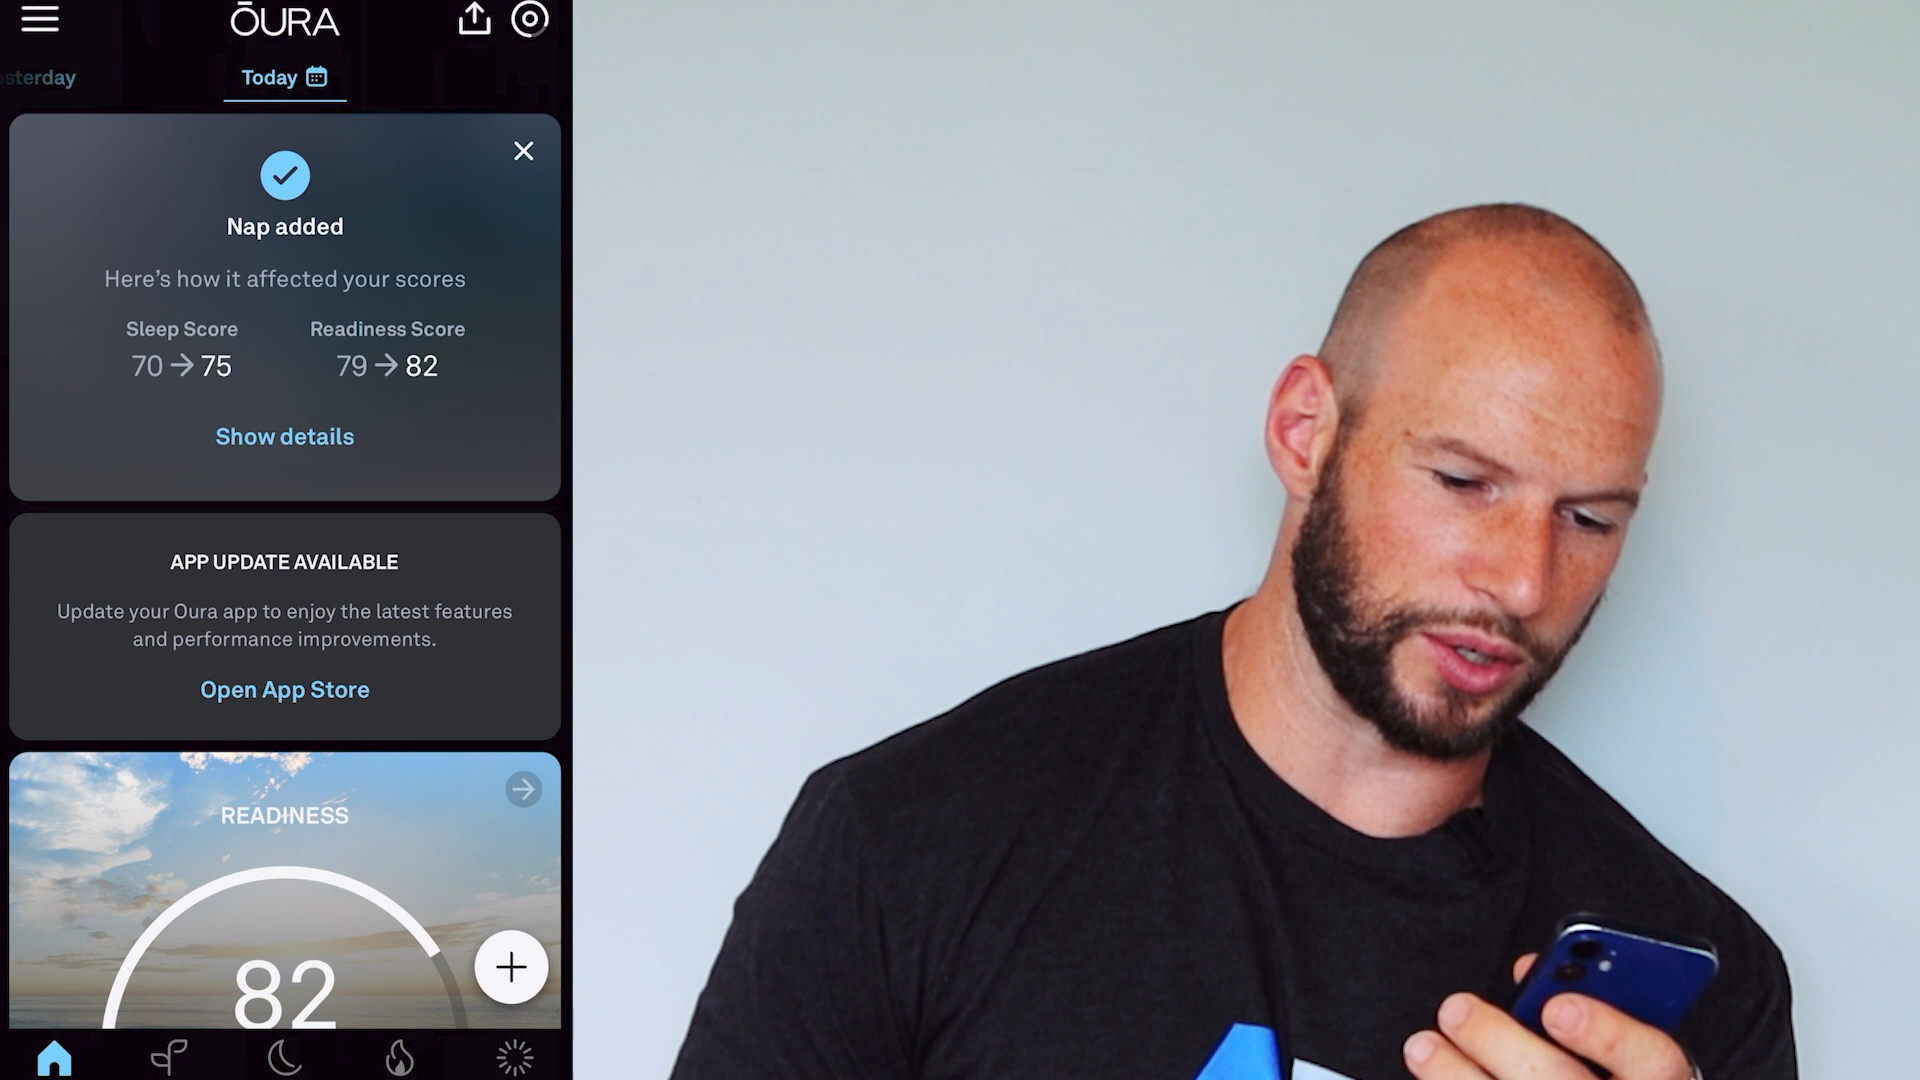 ŌURA
sterday
Today
Nap added
Here’s how it affected your scores
Sleep Score
Readiness Score
70 → 75
79 → 82
Show details
APP UPDATE AVAILABLE
Update your Oura app to enjoy the latest features
and performance improvements.
Open App Store
READINESS
82